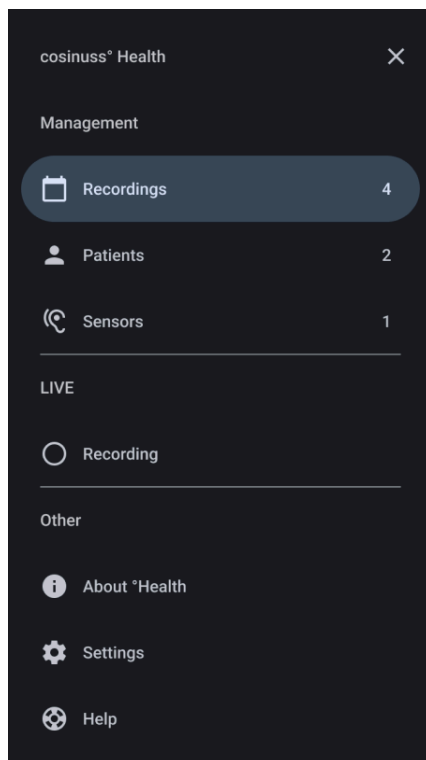 cosinuss° Health
Management
Recordings 4
Patients 2
Sensors 1
LIVE
Recording
Other
About °Health
Settings
Help